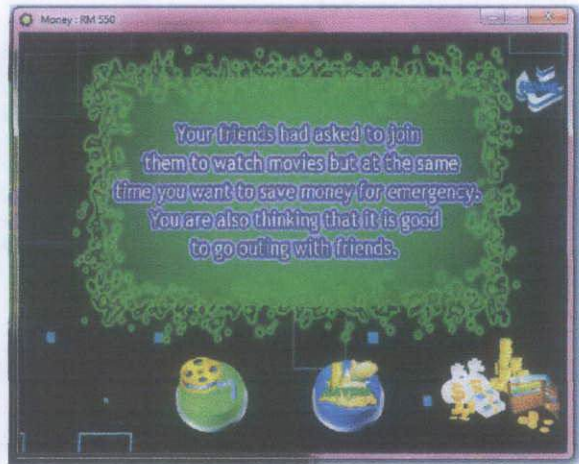 Money : RM 550
Your friends had asked to join
them to watch movies but at the same
time you want to save money for emergency.
You are also thinking that it is good
to go outing with friends.